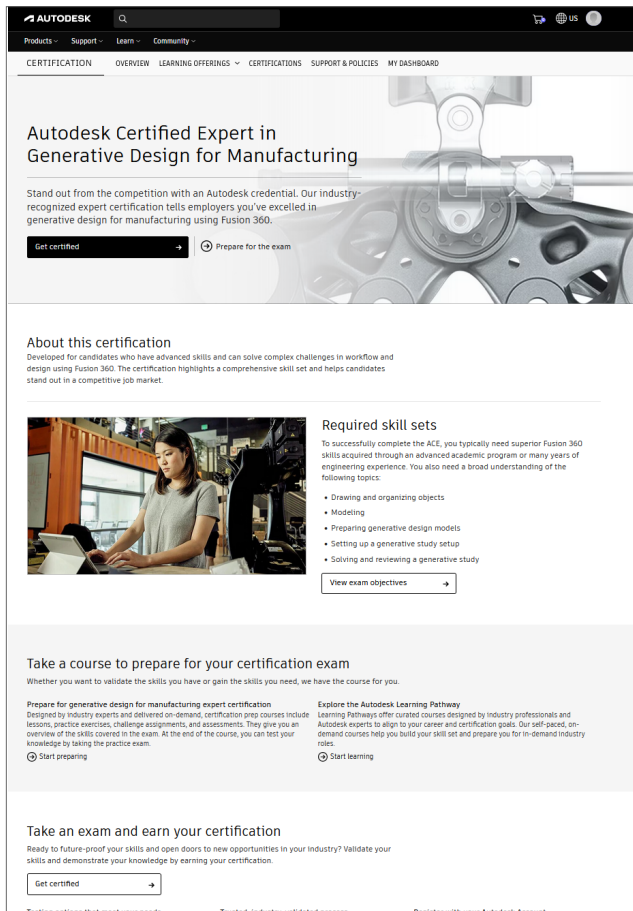 AUTODESK
US
Products
Support
Learn
Community
CERTIFICATION
OVERVIEW
LEARNING OFFERINGS
CERTIFICATIONS
SUPPORT & POLICIES
MY DASHBOARD
Autodesk Certified Expert in
Generative Design for Manufacturing
Stand out from the competition with an Autodesk credential. Our industry-
recognized expert certification tells employers you've excelled in
generative design for manufacturing using Fusion 360.
Get certified
Prepare for the exam
About this certification
Developed for candidates who have advanced skills and can solve complex challenges in workflow and
design using Fusion 360. The certification highlights a comprehensive skill set and helps candidates
stand out in a competitive job market.
Required skill sets
To successfully complete the ACE, you typically need superior Fusion 360
skills acquired through an advanced academic program or many years of
engineering experience. You also need a broad understanding of the
following topics:
• Drawing and organizing objects
• Modeling
• Preparing generative design models
• Setting up a generative study setup
• Solving and reviewing a generative study
View exam objectives
Take a course to prepare for your certification exam
Whether you want to validate the skills you have or gain the skills you need, we have the course for you.
Prepare for generative design for manufacturing expert certification
Designed by industry experts and delivered on-demand, certification prep courses include
lessons, practice exercises, challenge assignments, and assessments. They give you an
overview of the skills covered in the exam. At the end of the course, you can test your
knowledge by taking the practice exam.
Start preparing
Explore the Autodesk Learning Pathway
Learning Pathways offer curated courses designed by industry professionals and
Autodesk experts to align to your career and certification goals. Our self-paced, on-
demand courses help you build your skill set and prepare you for in-demand industry
roles.
Start learning
Take an exam and earn your certification
Ready to future-proof your skills and open doors to new opportunities in your industry? Validate your
skills and demonstrate your knowledge by earning your certification.
Get certified